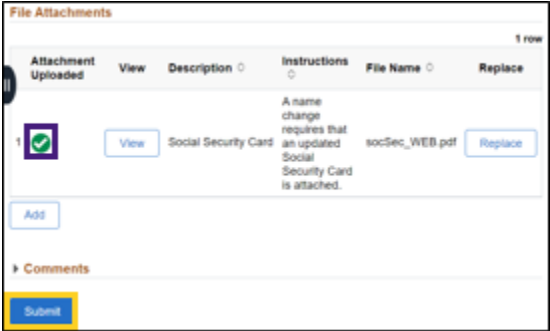 File Attachments
1 row
Attachment Uploaded View Description Instructions File Name Replace
1 View Social Security Card A name change requires that an updated Social Security Card is attached. socSec_WEB.pdf Replace
Add
Comments
Submit